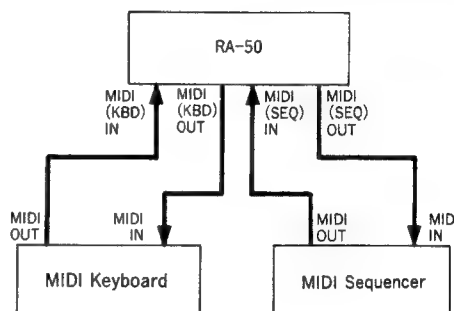 RA-50
MIDI
(KBD)
IN
MIDI
(KBD)
OUT
MIDI
(SEQ)
IN
MIDI
(SEQ)
OUT
MIDI
OUT
MIDI
IN
MIDI
OUT
MID
IN
MIDI Keyboard
MIDI Sequencer